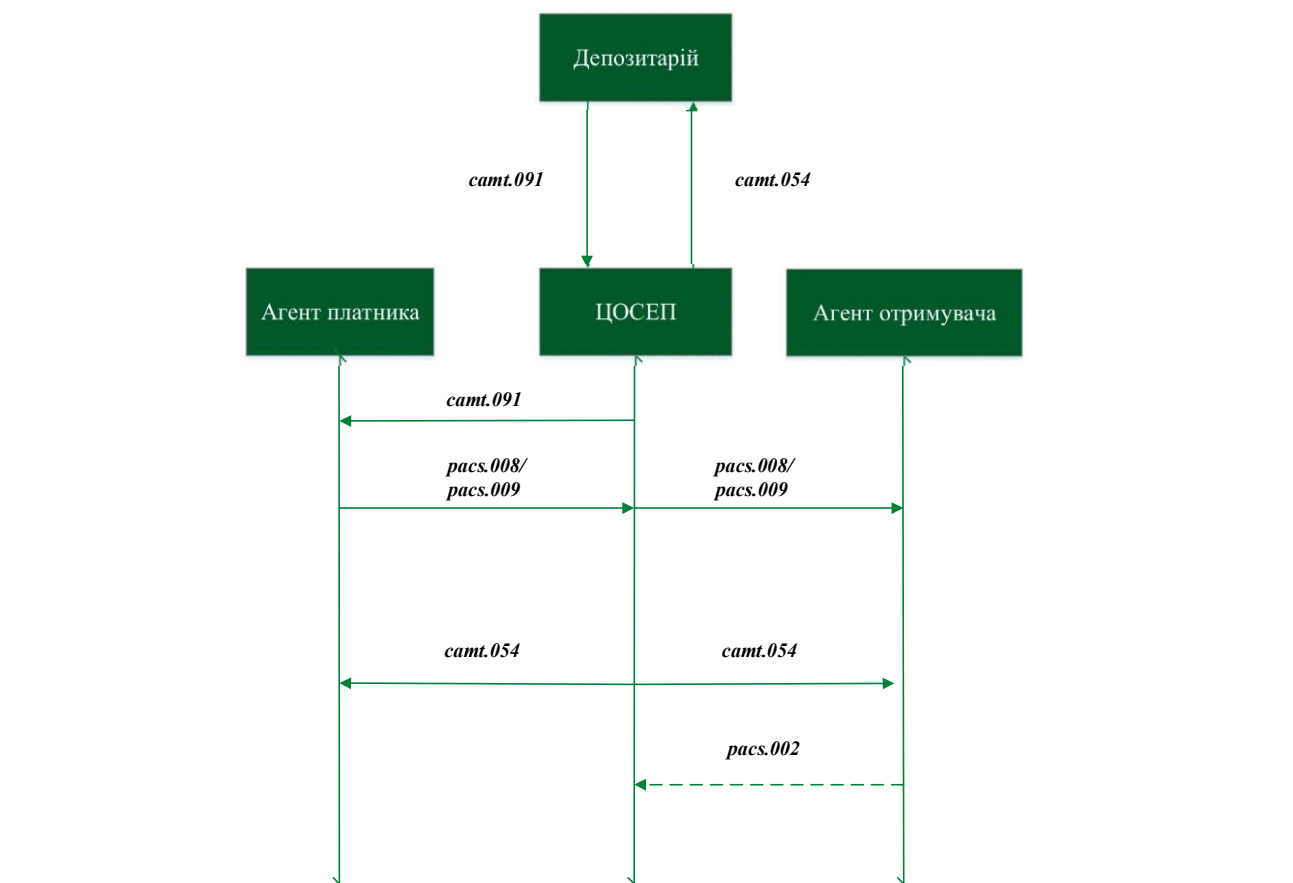 Депозитарій
camt.091
camt.054
Агент платника
ЦОСЕП
Агент отримувача
camt.091
pacs.008/
pacs.009
pacs.008/
pacs.009
camt.054
camt.054
pacs.002